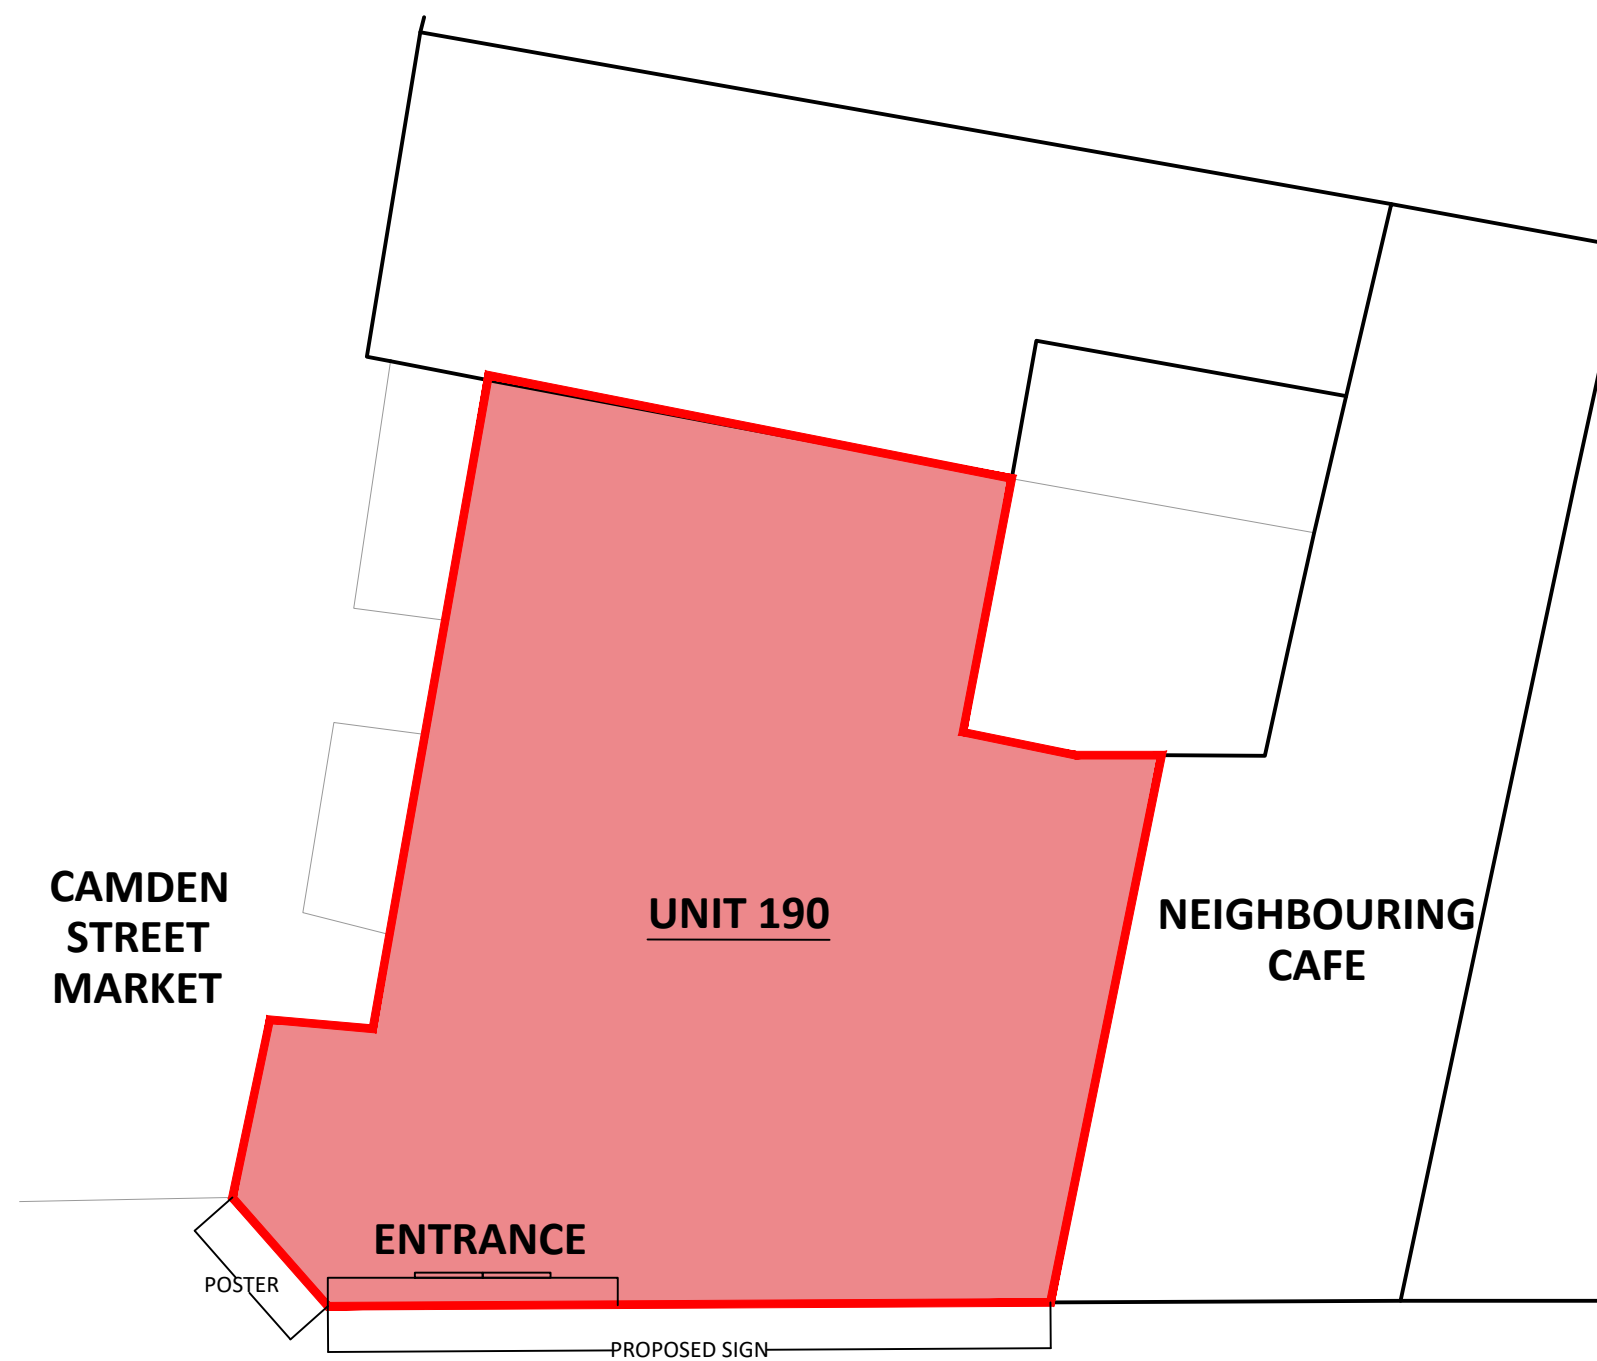 CAMDEN
STREET
MARKET
UNIT 190
NEIGHBOURING
CAFE
ENTRANCE
POSTER
PROPOSED SIGN